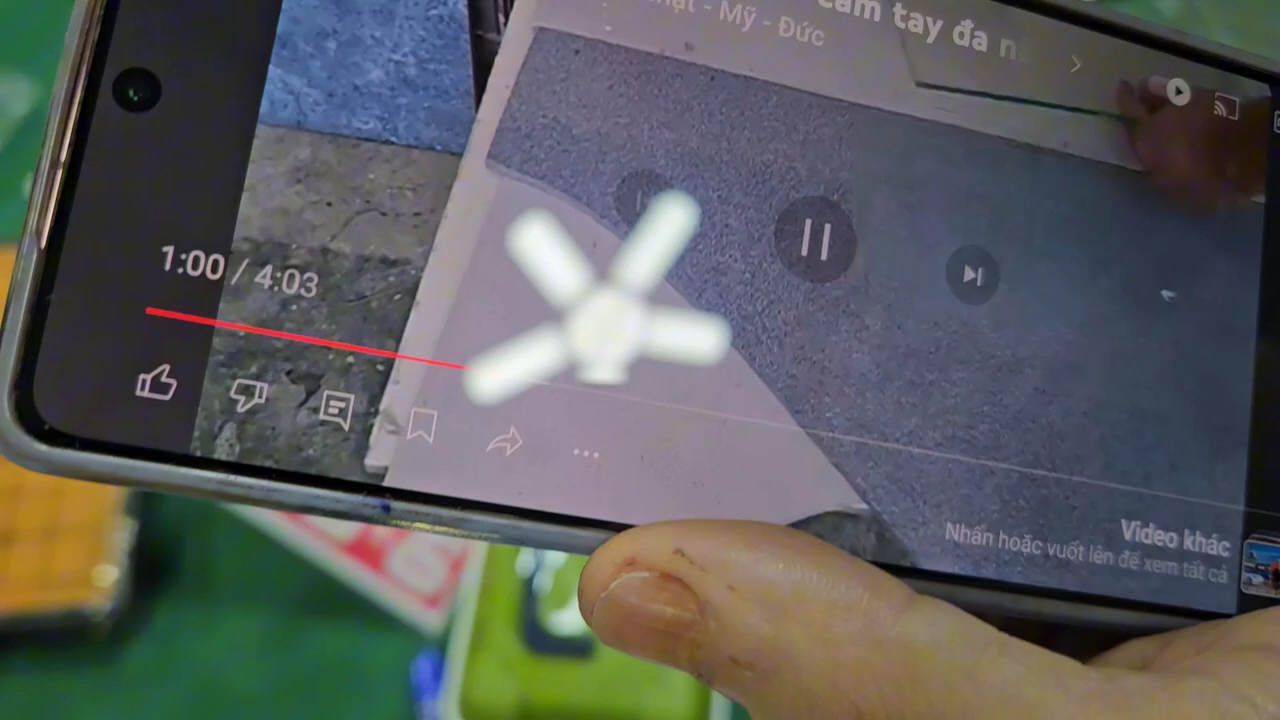 cầm tay đa
- Mỹ - Đức
1:00 / 4:03
Video khác
Nhấn hoặc vuốt lên để xem tất cả